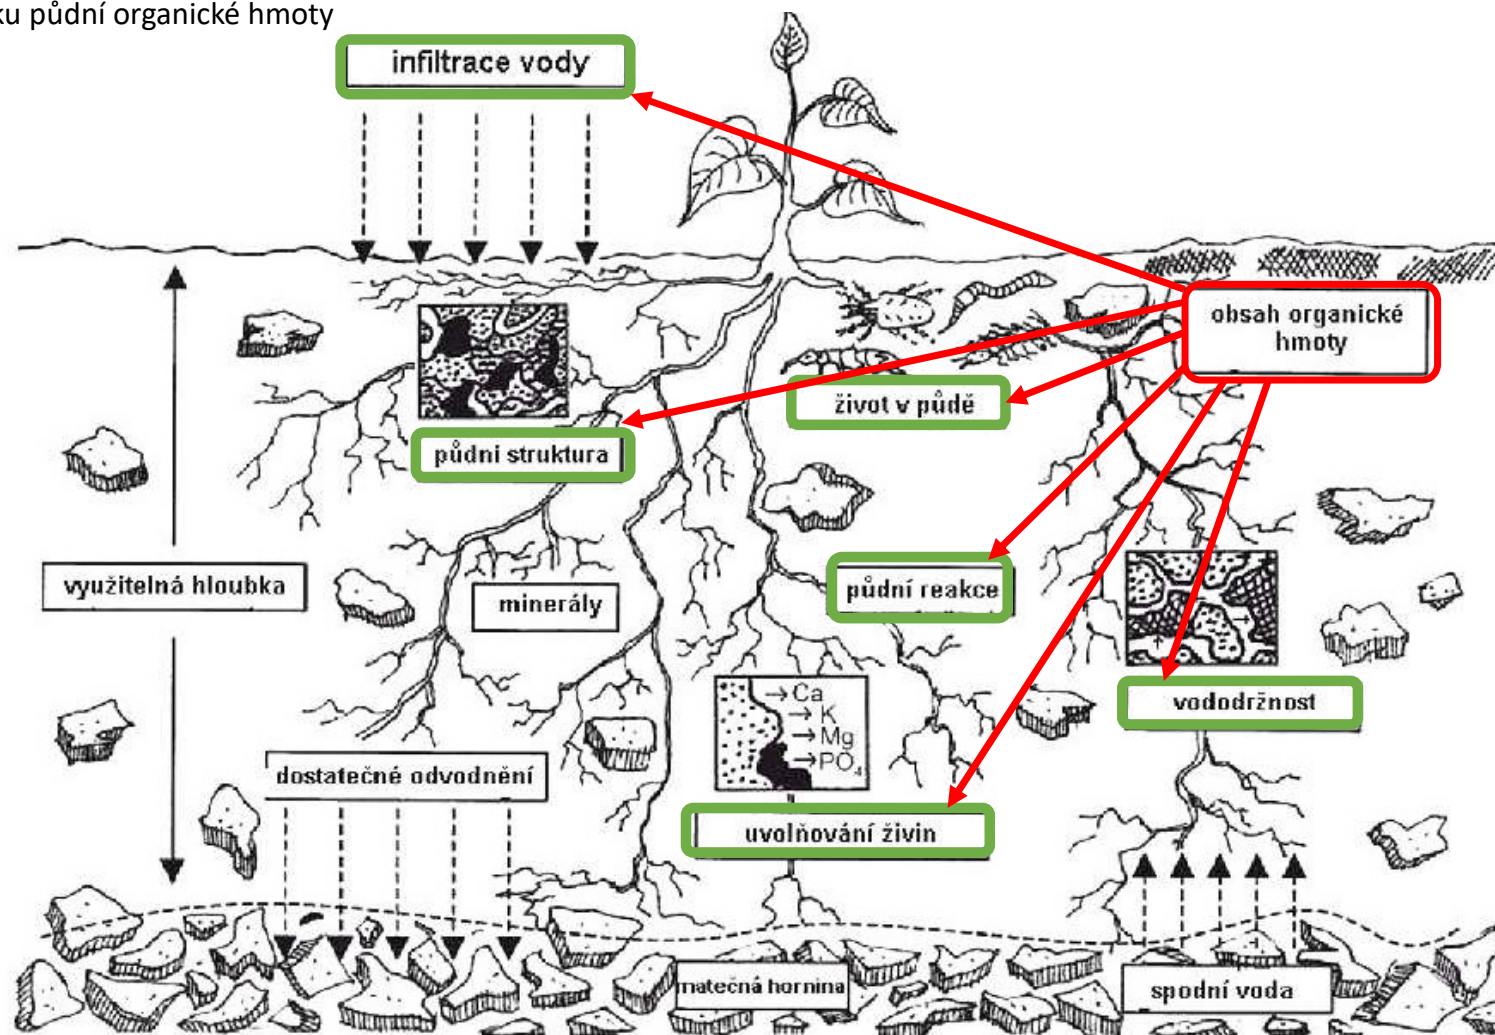 ku půdní organické hmoty
infiltrace vody
obsah organické
hmoty
život v půdě
půdní struktura
využitelná hloubka
minerály
půdní reakce
vododržnost
Ca
K
Mg
PO₄
dostatečné odvodnění
uvolňování živin
matečná hornina
spodní voda